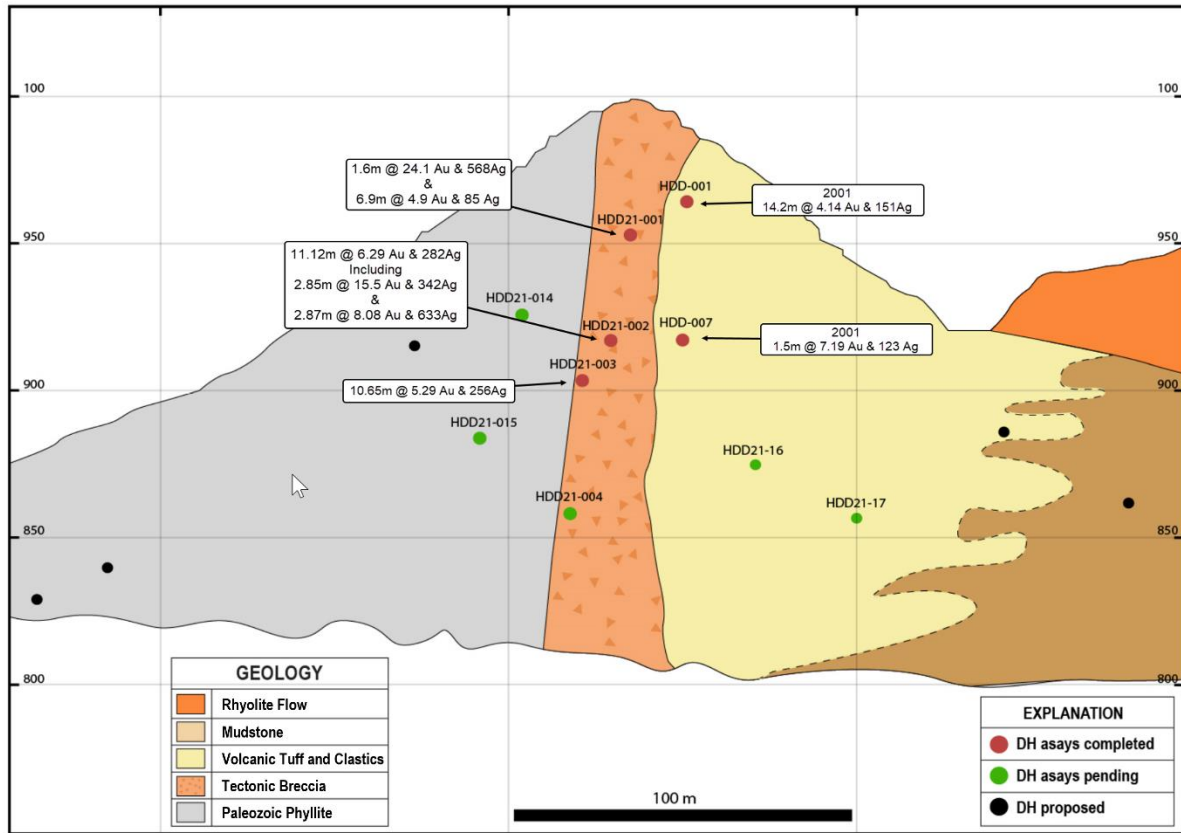 100
100
1.6m @ 24.1 Au & 568Ag
&
6.9m @ 4.9 Au & 85 Ag
HDD-001
2001
14.2m @ 4.14 Au & 151Ag
HDD21-001
950
950
11.12m @ 6.29 Au & 282Ag
Including
2.85m @ 15.5 Au & 342Ag
&
2.87m @ 8.08 Au & 633Ag
HDD21-014
HDD21-002
HDD-007
2001
1.5m @ 7.19 Au & 123 Ag
HDD21-003
10.65m @ 5.29 Au & 256Ag
900
900
HDD21-015
HDD21-16
HDD21-004
HDD21-17
850
850
800
800
GEOLOGY
Rhyolite Flow
Mudstone
Volcanic Tuff and Clastics
Tectonic Breccia
Paleozoic Phyllite
100 m
EXPLANATION
DH asays completed
DH asays pending
DH proposed